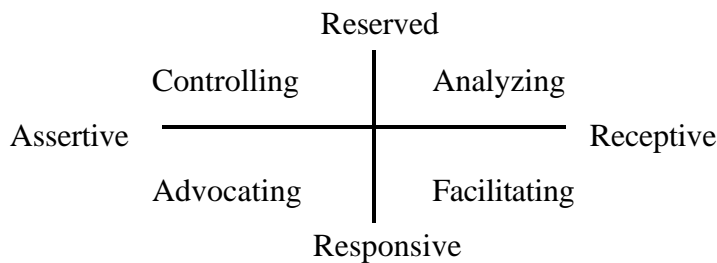 Reserved
Controlling Analyzing
Assertive Receptive
Advocating Facilitating
Responsive